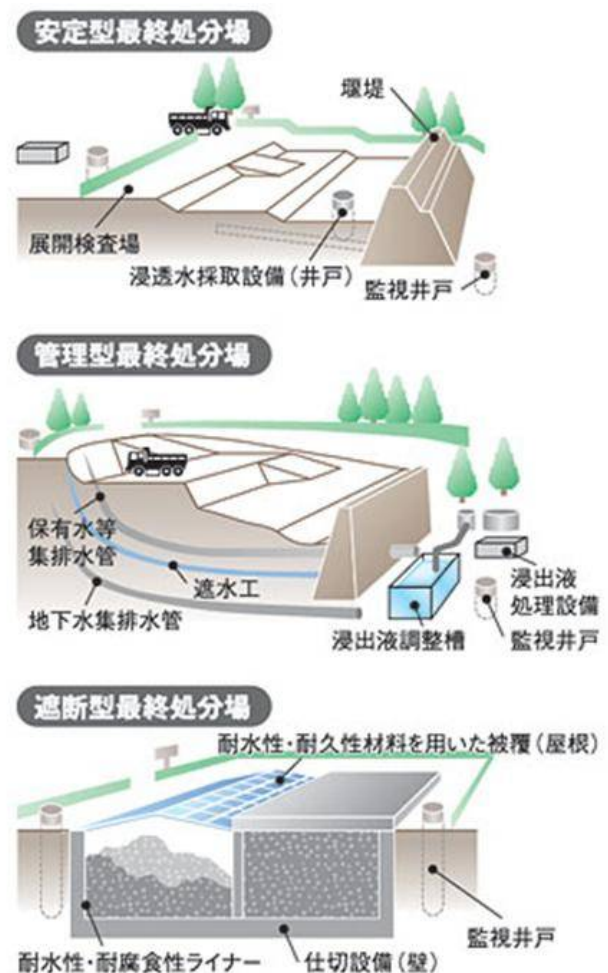 安定型最終処分場
堰堤
展開検査場
浸透水採取設備（井戸）
監視井戸
管理型最終処分場
保有水等
集排水管
遮水工
地下水集排水管
浸出液
処理設備
浸出液調整槽
監視井戸
遮断型最終処分場
耐水性・耐久性材料を用いた被覆（屋根）
監視井戸
耐水性・耐腐食性ライナー
仕切設備（壁）